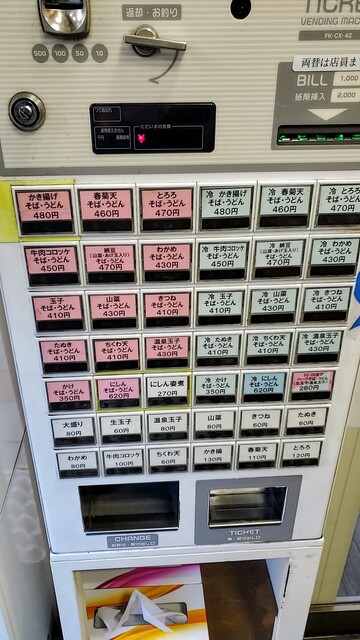 TICKE
VENDING MAC
FK-CX-42
返却・お釣り
500 100 50 10
両替は店員ま
BILL
1,000
2,000
紙幣挿入
かき揚げ
そば・うどん
480円
春菊天
そば・うどん
460円
とろろ
そば・うどん
470円
冷 かき揚げ
そば・うどん
480円
冷 春菊天
そば・うどん
460円
冷 とろろ
そば・うどん
470円
牛肉コロッケ
そば・うどん
450円
納豆
そば・うどん
470円
わかめ
そば・うどん
430円
冷 牛肉コロッケ
そば・うどん
450円
冷 納豆
そば・うどん
470円
冷 わかめ
そば・うどん
430円
玉子
そば・うどん
410円
山菜
そば・うどん
430円
きつね
そば・うどん
410円
冷 玉子
そば・うどん
410円
冷 山菜
そば・うどん
430円
冷 きつね
そば・うどん
410円
たぬき
そば・うどん
410円
ちくわ天
そば・うどん
410円
温泉玉子
そば・うどん
430円
冷 たぬき
そば・うどん
410円
冷 ちくわ天
そば・うどん
410円
冷 温泉玉子
そば・うどん
430円
かけ
そば・うどん
350円
にしん
そば・うどん
620円
にしん姿煮
270円
冷 かけ
そば・うどん
350円
冷 にしん
そば・うどん
620円
280円
大盛り
80円
生玉子
60円
温泉玉子
80円
山菜
80円
きつね
60円
たぬき
60円
わかめ
80円
牛肉コロッケ
100円
ちくわ天
60円
かき揚
130円
春菊天
110円
とろろ
120円
CHANGE
TICKET